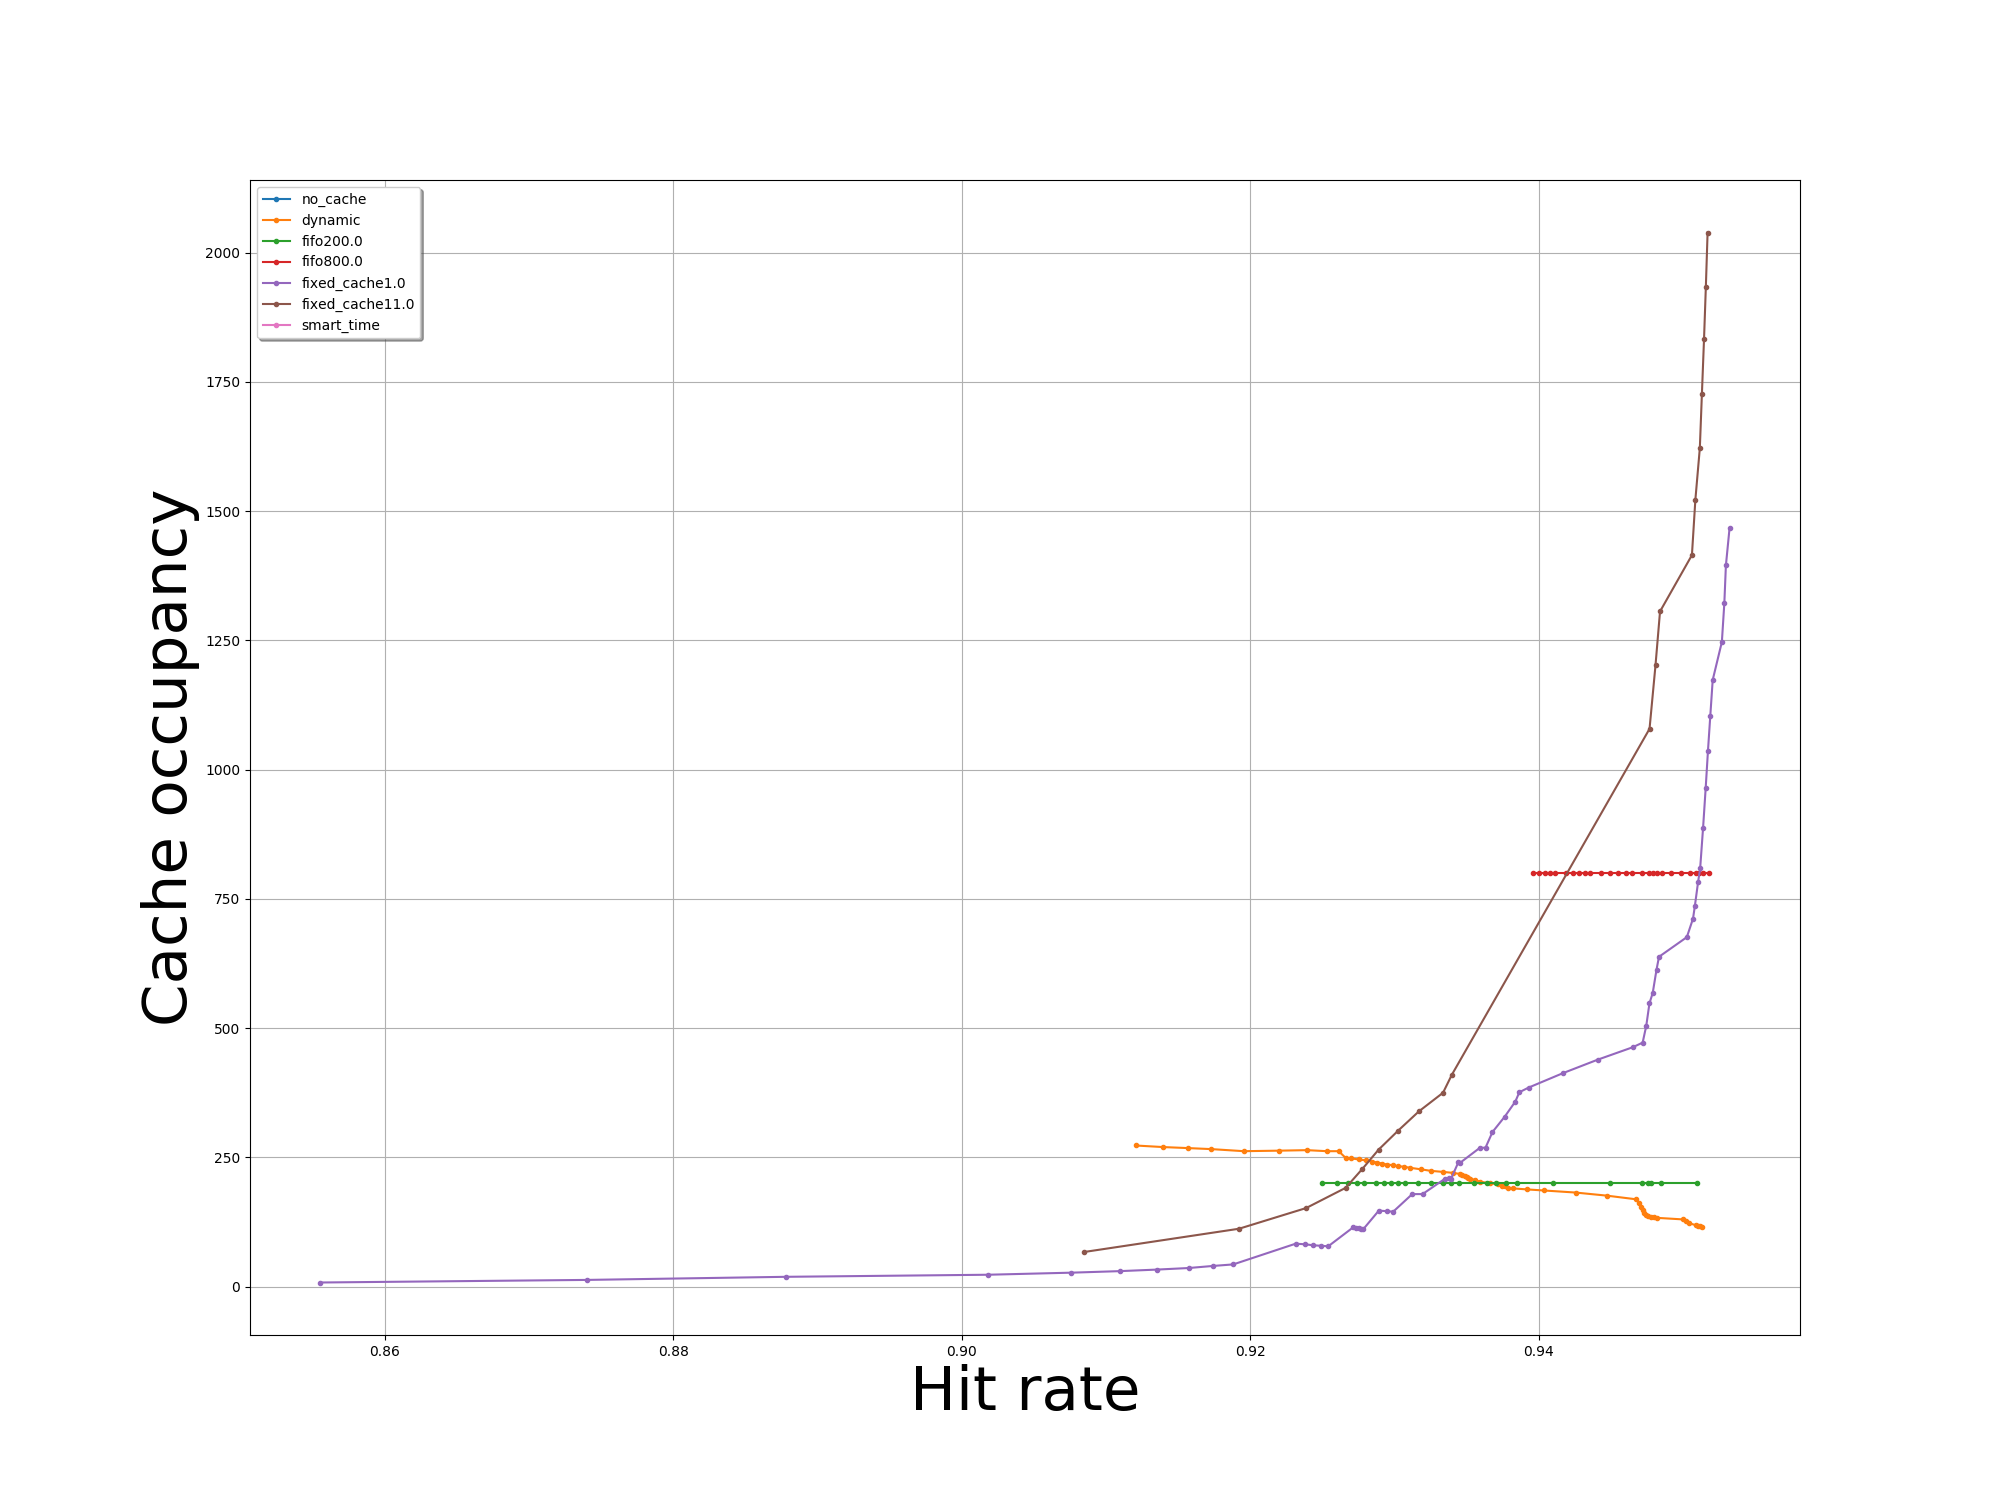 no_cache
dynamic
fifo200.0
fifo800.0
fixed_cache1.0
fixed_cache11.0
smart_time
2000
1750
1500
1250
1000
750
500
250
0
Cache occupancy
0.86 0.88 0.90 0.92 0.94
Hit rate